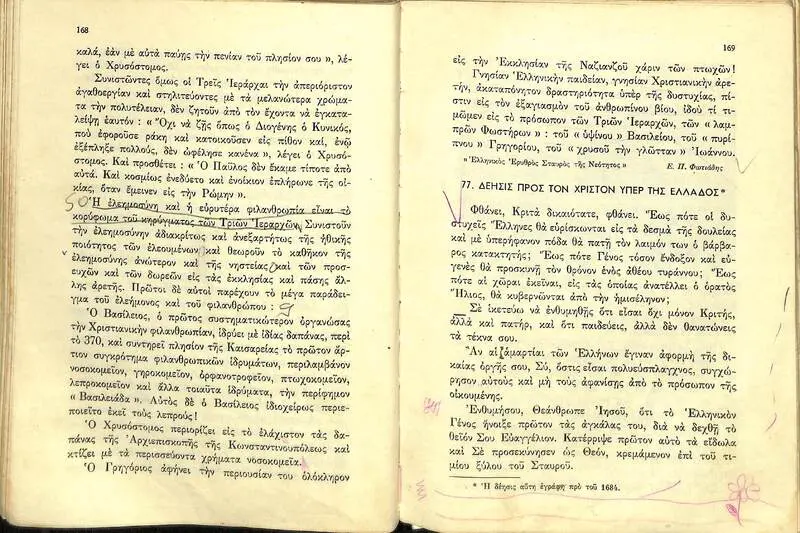 168
καλά, ἐὰν μὲ αὐτὰ παύῃς τὴν πενίαν τοῦ πλησίον σου », λέ-
γει ὁ Χρυσόστομος.
Συνιστῶντες ὅμως οἱ Τρεῖς Ἱεράρχαι τὴν ἀπεριόριστον
ἀγαθοεργίαν καὶ στηλιτεύοντες μὲ τὰ μελανώτερα χρώμα-
τα τὴν πολυτέλειαν, δὲν ζητοῦν ἀπὸ τὸν ἔχοντα νὰ ἐγκατα-
λείψῃ ἑαυτόν : « Ὄχι νὰ ζῇς ὅπως ὁ Διογένης ὁ Κυνικός,
ποὺ ἐφοροῦσε ράκη καὶ κατοικοῦσεν εἰς πίθον καί, ἐνῷ
ἐξέπληξε πολλούς, δὲν ὠφέλησε κανένα », λέγει ὁ Χρυσό-
στομος. Καὶ προσθέτει : « Ὁ Παῦλος δὲν ἔκαμε τίποτε ἀπὸ
αὐτά. Καὶ κοσμίως ἐνεδύετο καὶ ἐνοίκιον ἐπλήρωνε τῆς οἰ-
κίας, ὅταν ἔμεινεν εἰς τὴν Ρώμην ».
Ἡ ἐλεημοσύνη καὶ ἡ εὐρυτέρα φιλανθρωπία εἶναι τὸ
κορύφωμα τοῦ κηρύγματος τῶν Τριῶν Ἱεραρχῶν. Συνιστοῦν
τὴν ἐλεημοσύνην ἀδιακρίτως καὶ ἀνεξαρτήτως τῆς ἠθικῆς
ποιότητος τῶν ἐλεουμένων καὶ θεωροῦν τὸ καθῆκον τῆς
ἐλεημοσύνης ἀνώτερον καὶ τῆς νηστείας καὶ τῶν προσ-
ευχῶν καὶ τῶν δωρεῶν εἰς τὰς ἐκκλησίας καὶ πάσης ἄλ-
λης ἀρετῆς. Πρῶτοι δὲ αὐτοὶ παρέχουν τὸ μέγα παράδει-
γμα τοῦ ἐλεήμονος καὶ τοῦ φιλανθρώπου :
Ὁ Βασίλειος, ὁ πρῶτος συστηματικώτερον ὀργανώσας
τὴν Χριστιανικὴν φιλανθρωπίαν, ἱδρύει μὲ ἰδίας δαπάνας, περὶ
τὸ 370, καὶ συντηρεῖ πλησίον τῆς Καισαρείας τὸ πρῶτον ἄρ-
τιον συγκρότημα φιλανθρωπικῶν ἱδρυμάτων, περιλαμβάνον
νοσοκομεῖον, γηροκομεῖον, ὀρφανοτροφεῖον, πτωχοκομεῖον,
λεπροκομεῖον καὶ ἄλλα τοιαῦτα ἱδρύματα, τὴν περίφημον
« Βασιλειάδα ». Αὐτὸς δὲ ὁ Βασίλειος ἰδιοχείρως περιε-
ποιεῖτο ἐκεῖ τοὺς λεπρούς !
Ὁ Χρυσόστομος περιορίζει εἰς τὸ ἐλάχιστον τὰς δα-
πάνας τῆς Ἀρχιεπισκοπῆς τῆς Κωνσταντινουπόλεως καὶ
κτίζει μὲ τὰ περισσεύοντα χρήματα νοσοκομεῖα.
Ὁ Γρηγόριος ἀφήνει τὴν περιουσίαν του ὁλόκληρον
169
εἰς τὴν Ἐκκλησίαν τῆς Ναζιανζοῦ χάριν τῶν πτωχῶν !
Γνησίαν Ἑλληνικὴν παιδείαν, γνησίαν Χριστιανικὴν ἀρε-
τήν, ἀκαταπόνητον δραστηριότητα ὑπὲρ τῆς δυστυχίας, πί-
στιν εἰς τὸν ἐξαγιασμὸν τοῦ ἀνθρωπίνου βίου, ἰδοὺ τί τι-
μῶμεν εἰς τὸ πρόσωπον τῶν Τριῶν Ἱεραρχῶν, τῶν « λαμ-
πρῶν Φωστήρων » : τοῦ « ὑψίνου » Βασιλείου, τοῦ « πυρί-
πνου » Γρηγορίου, τοῦ « χρυσοῦ τὴν γλῶτταν » Ἰωάννου.
« Ἑλληνικὸς Ἐρυθρὸς Σταυρὸς τῆς Νεότητος » Ε. Π. Φωτιάδης
77. ΔΕΗΣΙΣ ΠΡΟΣ ΤΟΝ ΧΡΙΣΤΟΝ ΥΠΕΡ ΤΗΣ ΕΛΛΑΔΟΣ*
Φθάνει, Κριτὰ δικαιότατε, φθάνει. Ἕως πότε οἱ δυ-
στυχεῖς Ἕλληνες θὰ εὑρίσκωνται εἰς τὰ δεσμὰ τῆς δουλείας
καὶ μὲ ὑπερήφανον πόδα θὰ πατῇ τὸν λαιμόν των ὁ βάρβα-
ρος κατακτητής; Ἕως πότε Γένος τόσον ἔνδοξον καὶ εὐ-
γενὲς θὰ προσκυνῇ τὸν θρόνον ἑνὸς ἀθέου τυράννου; Ἕως
πότε αἱ χῶραι ἐκεῖναι, εἰς τὰς ὁποίας ἀνατέλλει ὁ ὁρατὸς
Ἥλιος, θὰ κυβερνῶνται ἀπὸ τὴν ἡμισέληνον;
Σὲ ἱκετεύω νὰ ἐνθυμηθῇς ὅτι εἶσαι ὄχι μόνον Κριτής,
ἀλλὰ καὶ πατήρ, καὶ ὅτι παιδεύεις, ἀλλὰ δὲν θανατώνεις
τὰ τέκνα σου.
Ἂν αἱ ἁμαρτίαι τῶν Ἑλλήνων ἔγιναν ἀφορμὴ τῆς δι-
καίας ὀργῆς σου, Σύ, ὅστις εἶσαι πολυεύσπλαγχνος, συγχώ-
ρησον αὐτοὺς καὶ μὴ τοὺς ἀφανίσῃς ἀπὸ τὸ πρόσωπον τῆς
οἰκουμένης.
Ἐνθυμήσου, Θεάνθρωπε Ἰησοῦ, ὅτι τὸ Ἑλληνικὸν
Γένος ἤνοιξε πρῶτον τὰς ἀγκάλας του, διὰ νὰ δεχθῇ τὸ
θεῖόν Σου Εὐαγγέλιον. Κατέρριψε πρῶτον αὐτὸ τὰ εἴδωλα
καὶ Σὲ προσεκύνησεν ὡς Θεόν, κρεμάμενον ἐπὶ τοῦ τι-
μίου ξύλου τοῦ Σταυροῦ.
* Ἡ δέησις αὕτη ἐγράφη πρὸ τοῦ 1684.